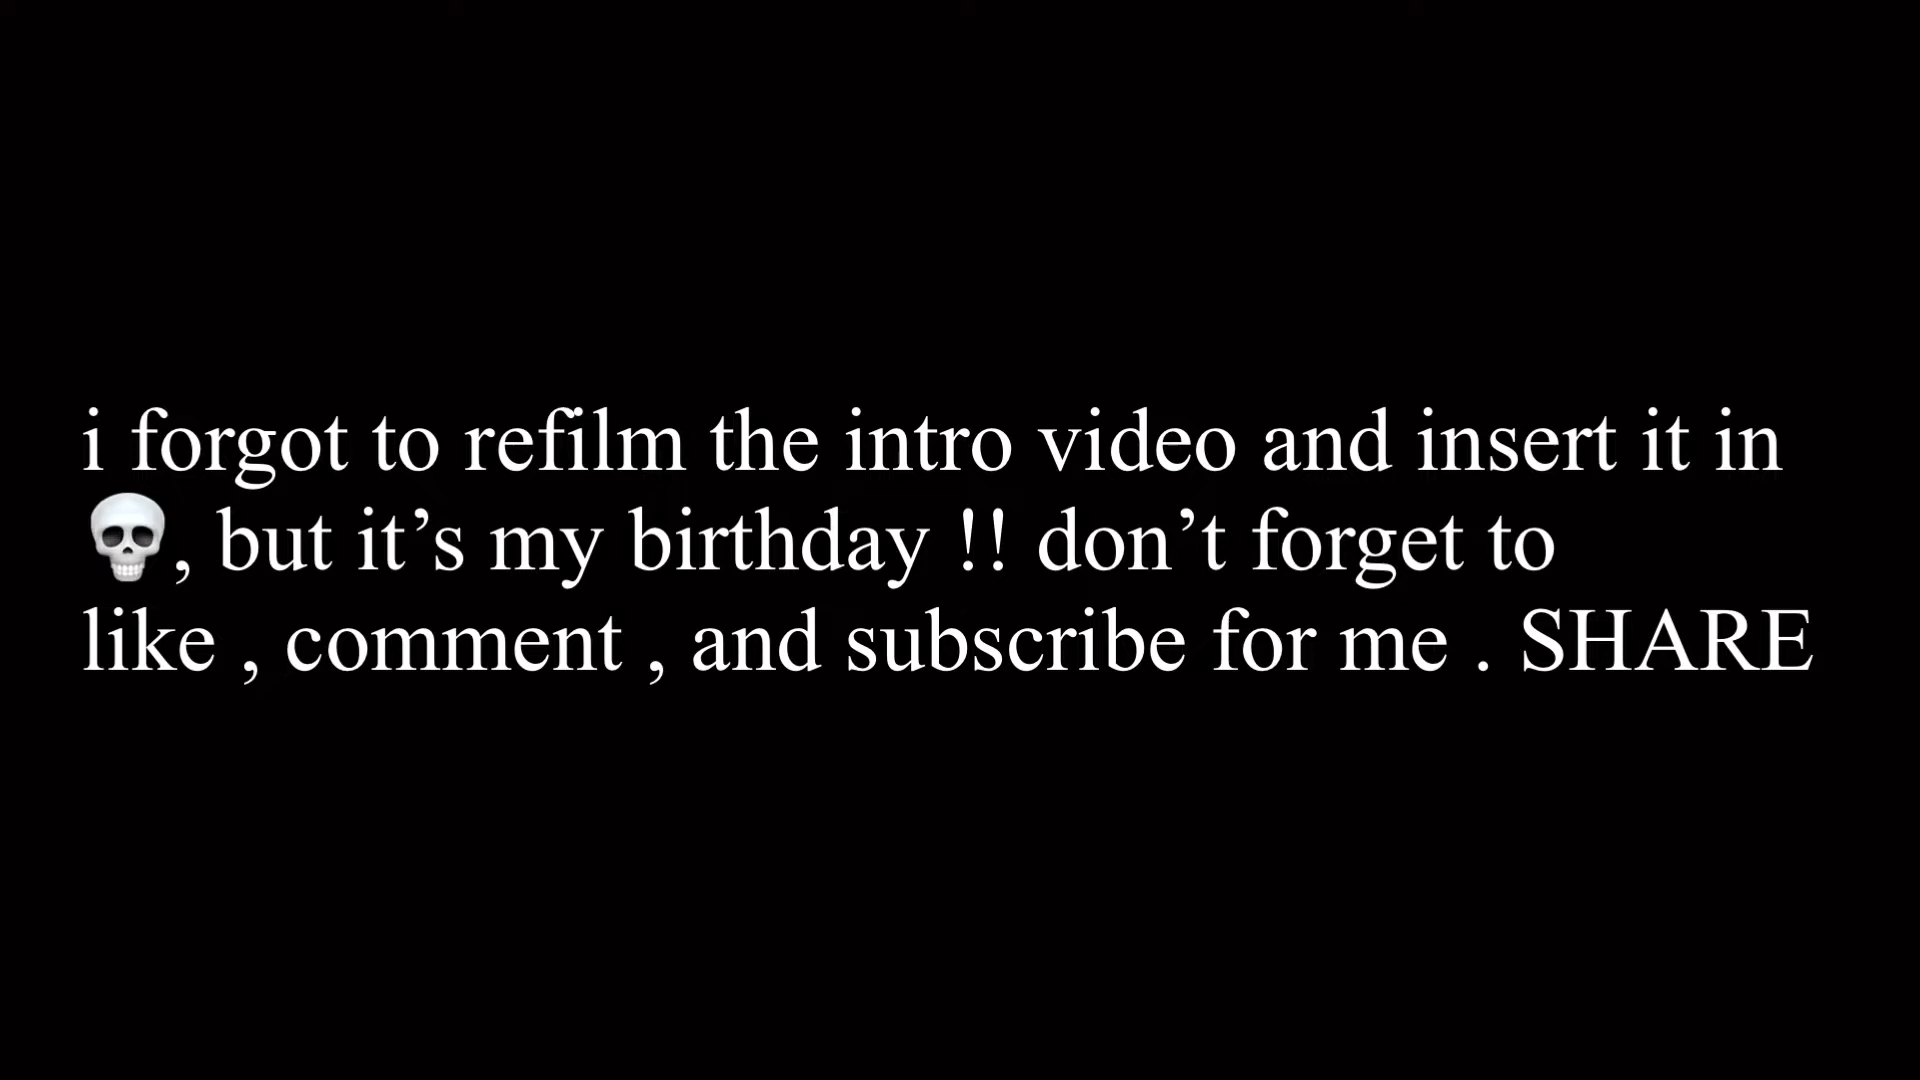 i forgot to refilm the intro video and insert it in
💀, but it’s my birthday !! don’t forget to
like , comment , and subscribe for me . SHARE